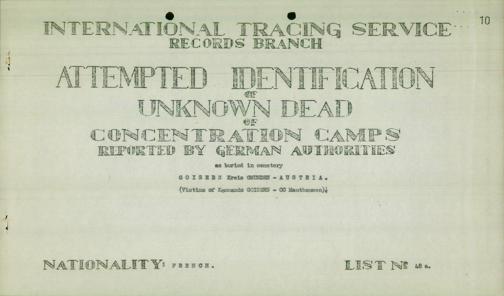 10
INTERNATIONAL TRACING SERVICE
RECORDS BRANCH
ATTEMPTED IDENTIFICATION
OF
UNKNOWN DEAD
OF
CONCENTRATION CAMPS
REPORTED BY GERMAN AUTHORITIES
as buried in cemetery
GOISERN Kreis GMUNDEN - AUSTRIA.
(Victims of Kommando GOISERN - CC Mauthausen).
NATIONALITY: FRENCH. LIST Nº 48 a.